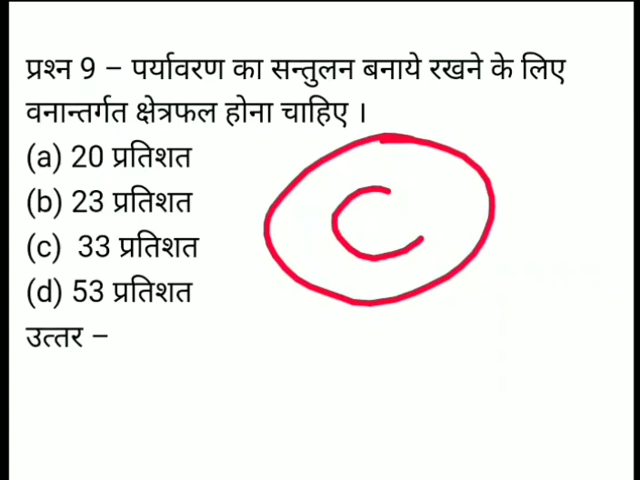 प्रश्न 9 – पर्यावरण का सन्तुलन बनाये रखने के लिए
वनान्तर्गत क्षेत्रफल होना चाहिए ।
(a) 20 प्रतिशत
(b) 23 प्रतिशत
(c) 33 प्रतिशत
(d) 53 प्रतिशत
C
उत्तर –